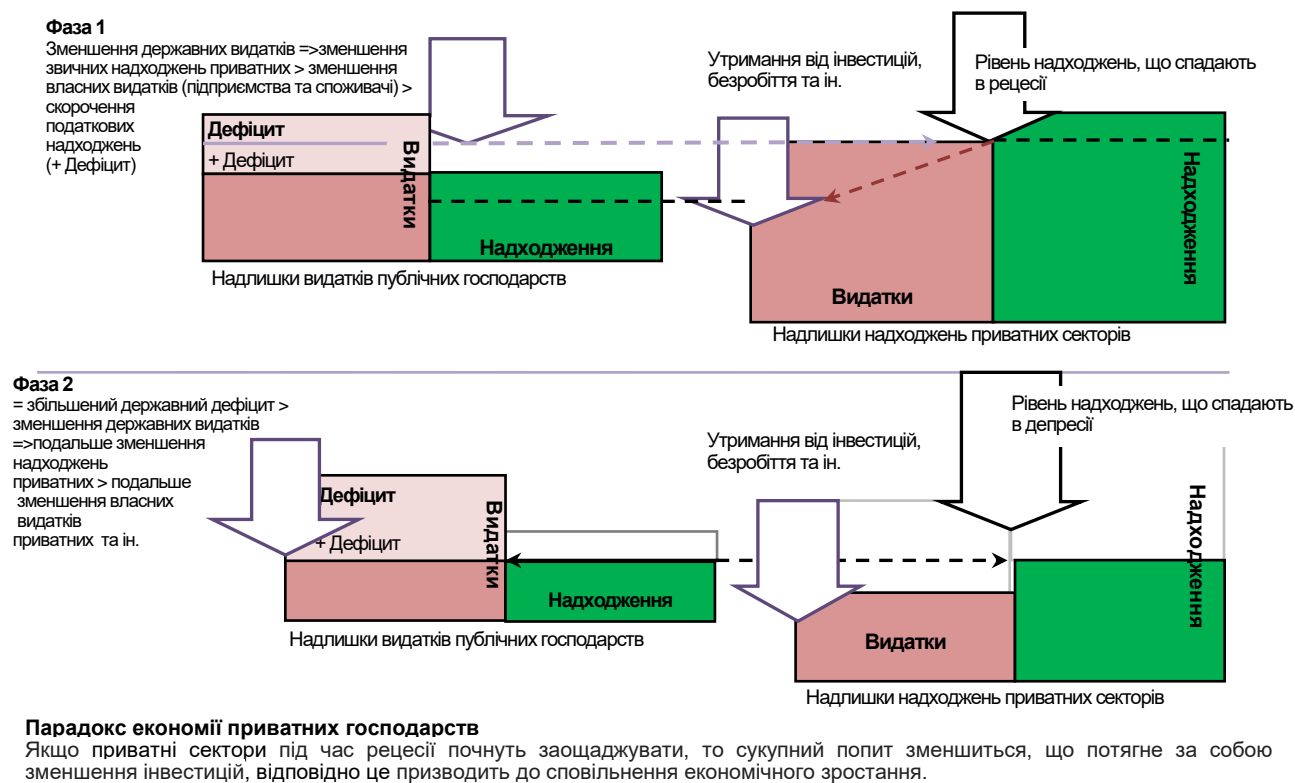 Фаза 1
Зменшення державних видатків =>зменшення
звичних надходжень приватних > зменшення
власних видатків (підприємства та споживачі) >
скорочення
податкових
надходжень
(+ Дефіцит)
Дефіцит
+ Дефіцит
Видатки
Надходження
Надлишки видатків публічних господарств
Утримання від інвестицій,
безробіття та ін.
Рівень надходжень, що спадають
в рецесії
Видатки
Надходження
Надлишки надходжень приватних секторів
Фаза 2
= збільшений державний дефіцит >
зменшення державних видатків
=>подальше зменшення
надходжень
приватних > подальше
зменшення власних
видатків
приватних та ін.
Дефіцит
+ Дефіцит
Видатки
Надходження
Надлишки видатків публічних господарств
Утримання від інвестицій,
безробіття та ін.
Рівень надходжень, що спадають
в депресії
Видатки
Надходження
Надлишки надходжень приватних секторів
Парадокс економії приватних господарств
Якщо приватні сектори під час рецесії почнуть заощаджувати, то сукупний попит зменшиться, що потягне за собою
зменшення інвестицій, відповідно це призводить до сповільнення економічного зростання.